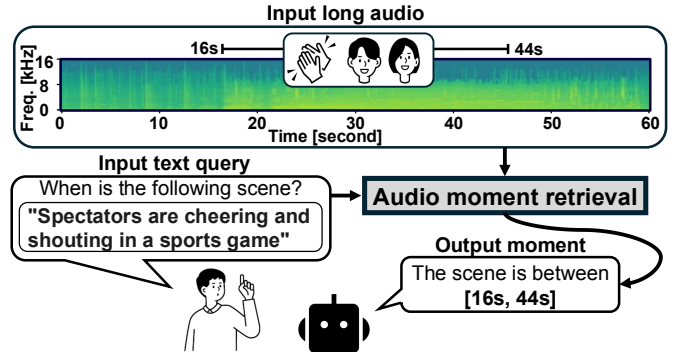 Input long audio
16s
44s
Freq. [kHz]
16
8
0
0 10 20 30 40 50 60
Time [second]
Input text query
When is the following scene?
"Spectators are cheering and
shouting in a sports game"
Audio moment retrieval
Output moment
The scene is between
[16s, 44s]